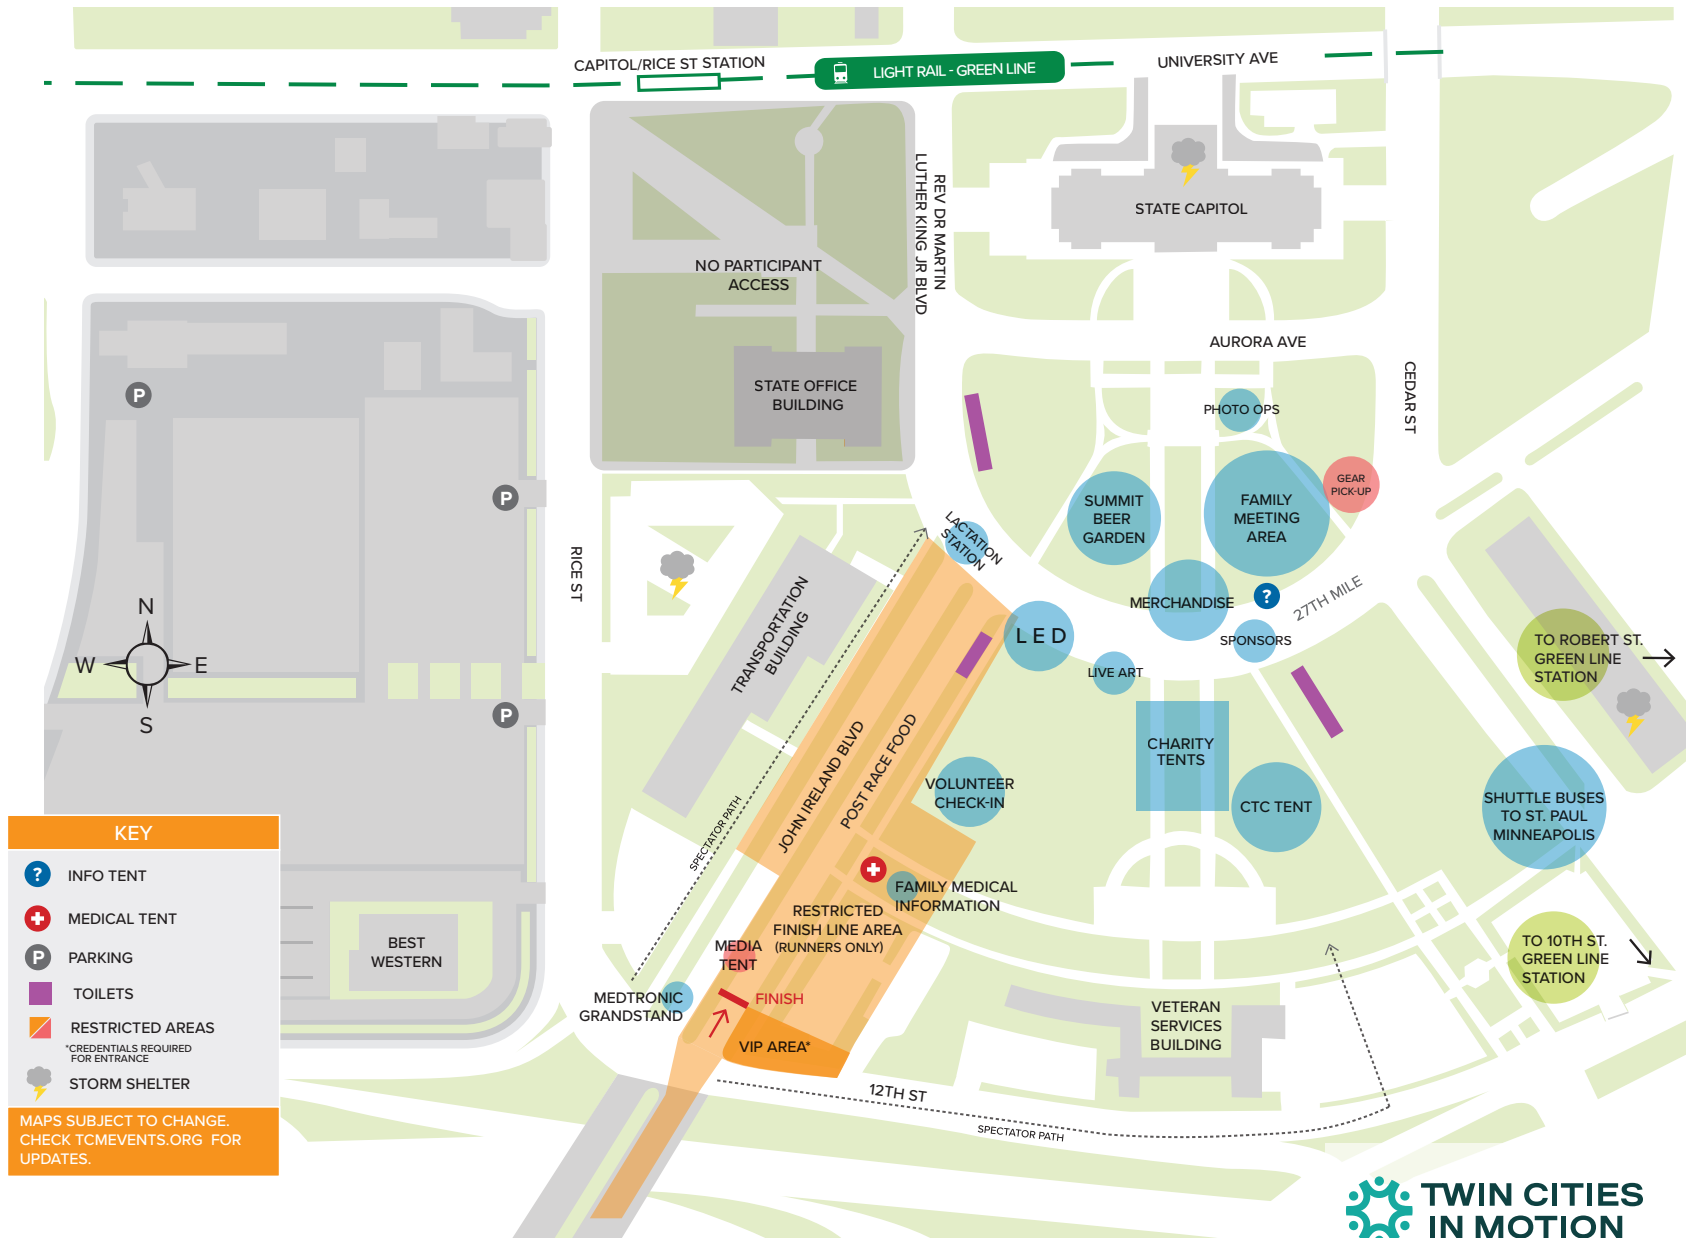 CAPITOL/RICE ST STATION
LIGHT RAIL - GREEN LINE
UNIVERSITY AVE
REV DR MARTIN
LUTHER KING JR BLVD
STATE CAPITOL
NO PARTICIPANT
ACCESS
AURORA AVE
STATE OFFICE
BUILDING
CEDAR ST
P
PHOTO OPS
GEAR
PICK-UP
P
SUMMIT
BEER
GARDEN
FAMILY
MEETING
AREA
LACTATION
STATION
RICE ST
TRANSPORTATION
BUILDING
MERCHANDISE
?
27TH MILE
N
W
E
S
LED
SPONSORS
LIVE ART
TO ROBERT ST.
GREEN LINE
STATION
P
JOHN IRELAND BLVD
POST RACE FOOD
CHARITY
TENTS
VOLUNTEER
CHECK-IN
CTC TENT
SHUTTLE BUSES
TO ST. PAUL
MINNEAPOLIS
SPECTATOR PATH
FAMILY MEDICAL
INFORMATION
RESTRICTED
FINISH LINE AREA
(RUNNERS ONLY)
BEST
WESTERN
MEDIA
TENT
TO 10TH ST.
GREEN LINE
STATION
MEDTRONIC
GRANDSTAND
FINISH
VETERAN
SERVICES
BUILDING
VIP AREA*
12TH ST
SPECTATOR PATH
KEY
? INFO TENT
MEDICAL TENT
P PARKING
TOILETS
RESTRICTED AREAS
*CREDENTIALS REQUIRED
FOR ENTRANCE
STORM SHELTER
MAPS SUBJECT TO CHANGE.
CHECK TCMEVENTS.ORG FOR
UPDATES.
TWIN CITIES
IN MOTION